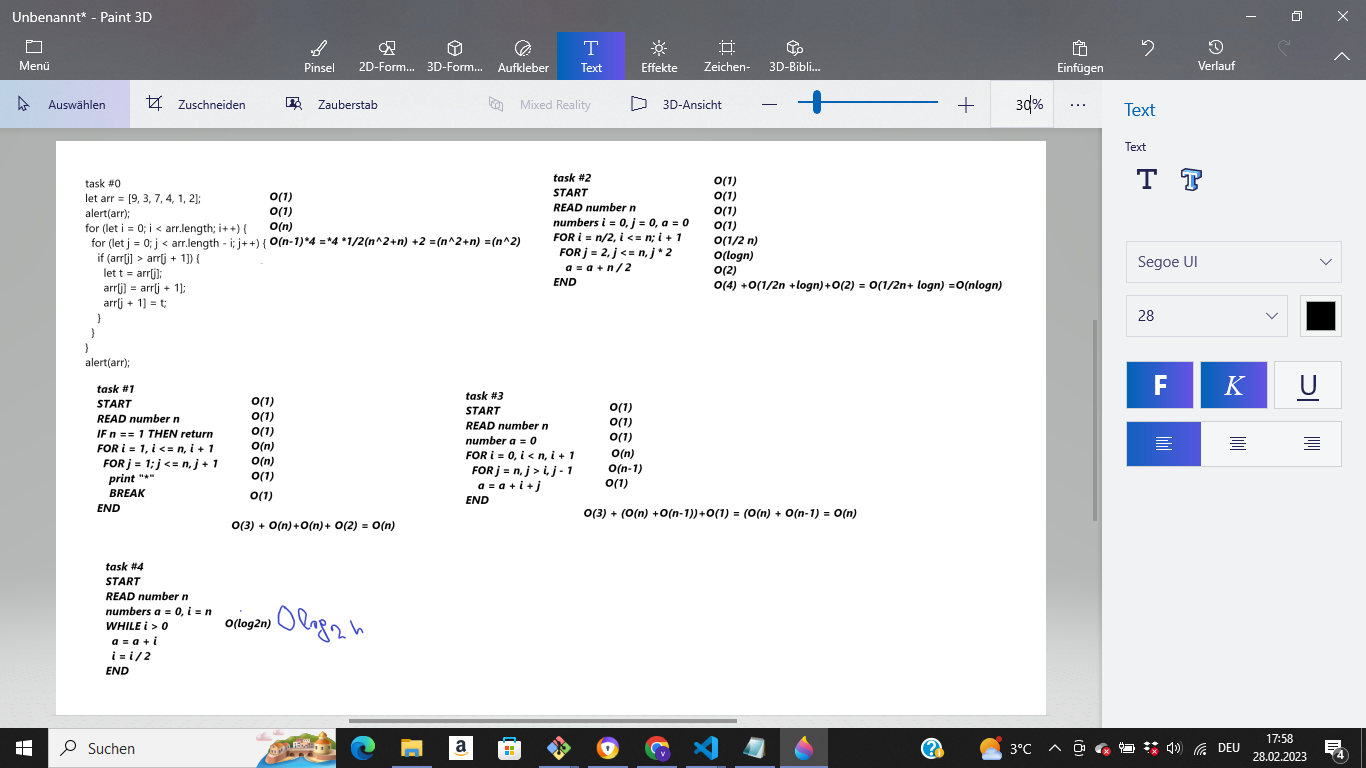 Unbenannt* - Paint 3D
Menü
Pinsel
2D-Form...
3D-Form...
Aufkleber
Text
Effekte
Zeichen-
3D-Bibli...
Einfügen
Verlauf
Auswählen
Zuschneiden
Zauberstab
Mixed Reality
3D-Ansicht
30%
Text
Text
Segoe UI
28
F
K
U
task #0
let arr = [9, 3, 7, 4, 1, 2];
alert(arr);
for (let i = 0; i < arr.length; i++) {
for (let j = 0; j < arr.length - i; j++) {
if (arr[j] > arr[j + 1]) {
let t = arr[j];
arr[j] = arr[j + 1];
arr[j + 1] = t;
}
}
}
alert(arr);
O(1)
O(1)
O(n)
O(n-1)*4 =*4 *1/2(n^2+n) +2 =(n^2+n) =(n^2)
task #2
START
READ number n
numbers i = 0, j = 0, a = 0
FOR i = n/2, i <= n; i + 1
FOR j = 2, j <= n, j * 2
a = a + n / 2
END
O(1)
O(1)
O(1)
O(1)
O(1/2 n)
O(logn)
O(2)
O(4) +O(1/2n +logn)+O(2) = O(1/2n+ logn) =O(nlogn)
task #1
START
READ number n
IF n == 1 THEN return
FOR i = 1, i <= n, i + 1
FOR j = 1; j <= n, j + 1
print "*"
BREAK
END
O(1)
O(1)
O(1)
O(n)
O(n)
O(1)
O(1)
O(3) + O(n)+O(n)+ O(2) = O(n)
task #3
START
READ number n
number a = 0
FOR i = 0, i < n, i + 1
FOR j = n, j > i, j - 1
a = a + i + j
END
O(1)
O(1)
O(1)
O(n)
O(n-1)
O(1)
O(3) + (O(n) +O(n-1))+O(1) = (O(n) + O(n-1) = O(n)
task #4
START
READ number n
numbers a = 0, i = n
WHILE i > 0
a = a + i
i = i / 2
END
O(log2n)
O log2 n
Suchen
3°C
DEU
17:58
28.02.2023
4